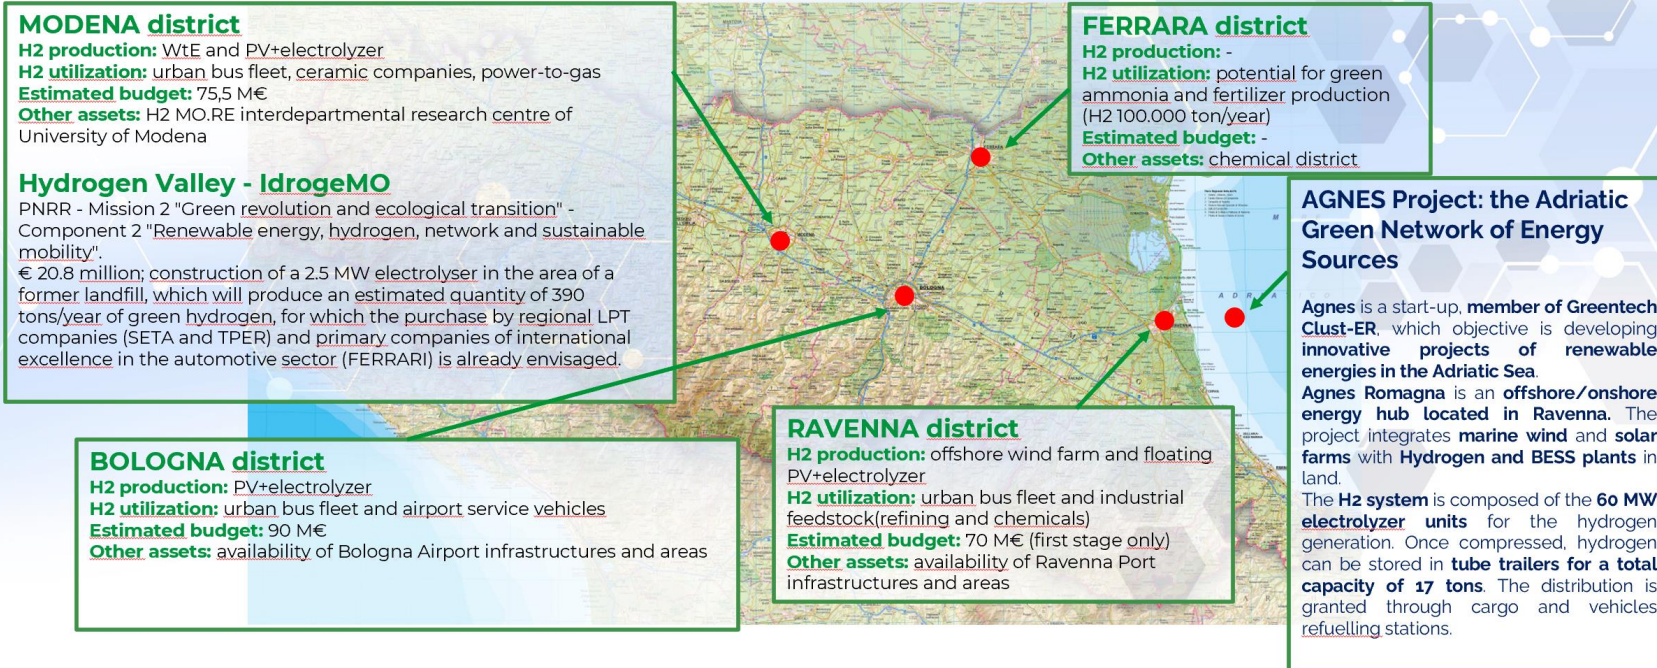 MODENA district
H2 production: WtE and PV+electrolyzer
H2 utilization: urban bus fleet, ceramic companies, power-to-gas
Estimated budget: 75,5 M€
Other assets: H2 MO.RE interdepartmental research centre of
University of Modena
Hydrogen Valley - IdrogeMO
PNRR - Mission 2 "Green revolution and ecological transition" -
Component 2 "Renewable energy, hydrogen, network and sustainable
mobility".
€ 20.8 million; construction of a 2.5 MW electrolyser in the area of a
former landfill, which will produce an estimated quantity of 390
tons/year of green hydrogen, for which the purchase by regional LPT
companies (SETA and TPER) and primary companies of international
excellence in the automotive sector (FERRARI) is already envisaged.
FERRARA district
H2 production: -
H2 utilization: potential for green
ammonia and fertilizer production
(H2 100.000 ton/year)
Estimated budget: -
Other assets: chemical district
BOLOGNA district
H2 production: PV+electrolyzer
H2 utilization: urban bus fleet and airport service vehicles
Estimated budget: 90 M€
Other assets: availability of Bologna Airport infrastructures and areas
RAVENNA district
H2 production: offshore wind farm and floating
PV+electrolyzer
H2 utilization: urban bus fleet and industrial
feedstock(refining and chemicals)
Estimated budget: 70 M€ (first stage only)
Other assets: availability of Ravenna Port
infrastructures and areas
AGNES Project: the Adriatic
Green Network of Energy
Sources
Agnes is a start-up, member of Greentech
Clust-ER, which objective is developing
innovative projects of renewable
energies in the Adriatic Sea.
Agnes Romagna is an offshore/onshore
energy hub located in Ravenna. The
project integrates marine wind and solar
farms with Hydrogen and BESS plants in
land.
The H2 system is composed of the 60 MW
electrolyzer units for the hydrogen
generation. Once compressed, hydrogen
can be stored in tube trailers for a total
capacity of 17 tons. The distribution is
granted through cargo and vehicles
refuelling stations.
BOLOGNA